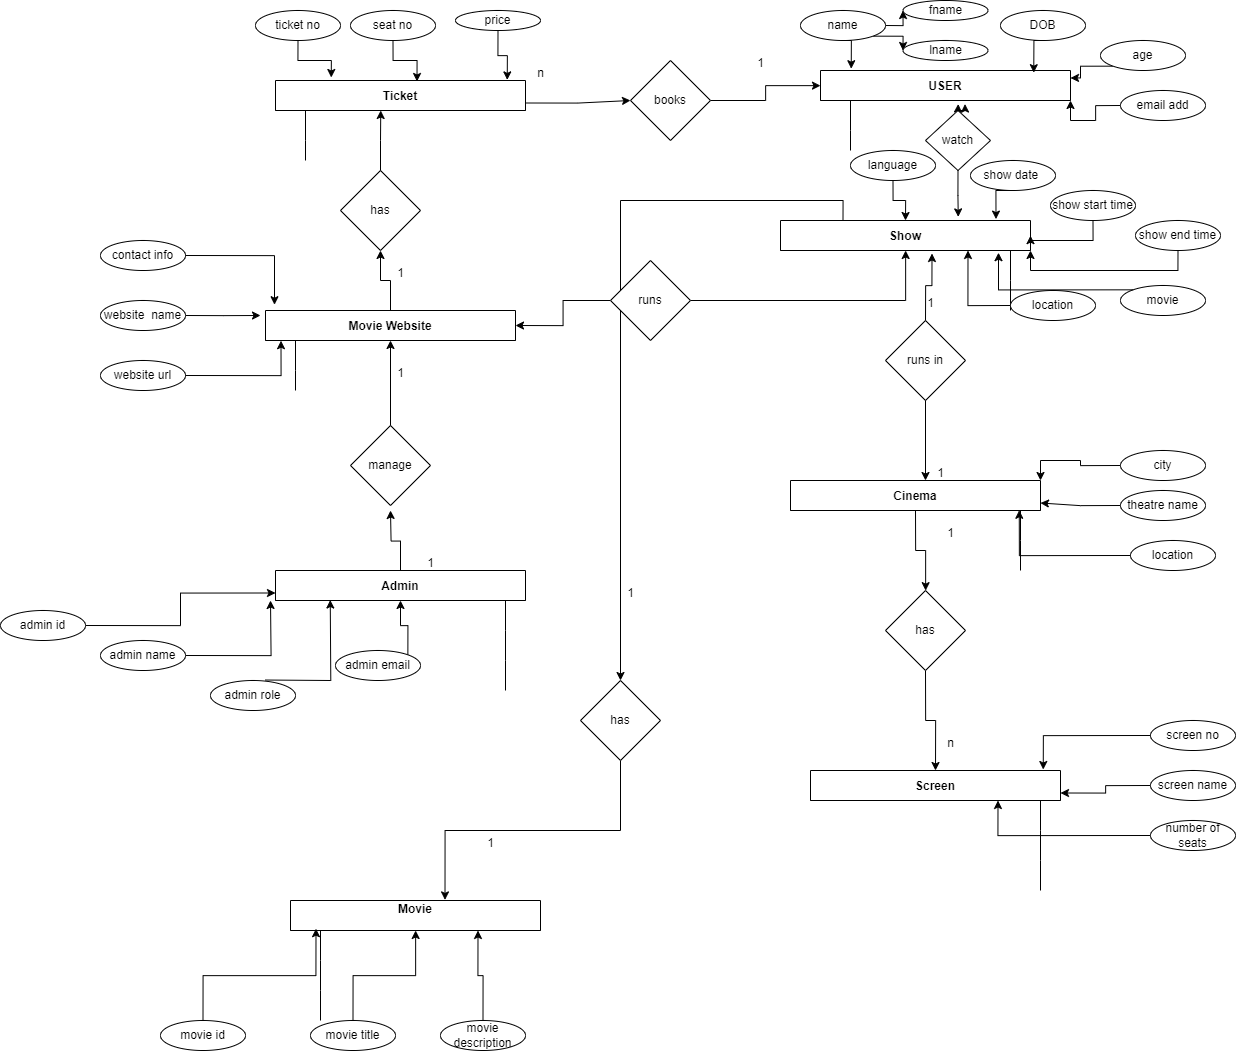 ticket no
seat no
price
name
fname
lname
DOB
age
email add
n
1
Ticket
books
USER
watch
language
show date
show start time
show end time
has
Show
contact info
1
runs
1
location
movie
website  name
Movie Website
website url
1
runs in
manage
1
city
Cinema
theatre name
1
location
1
Admin
admin id
admin name
admin email
admin role
1
has
has
n
screen no
Screen
screen name
number of
seats
1
Movie
movie id
movie title
movie
description